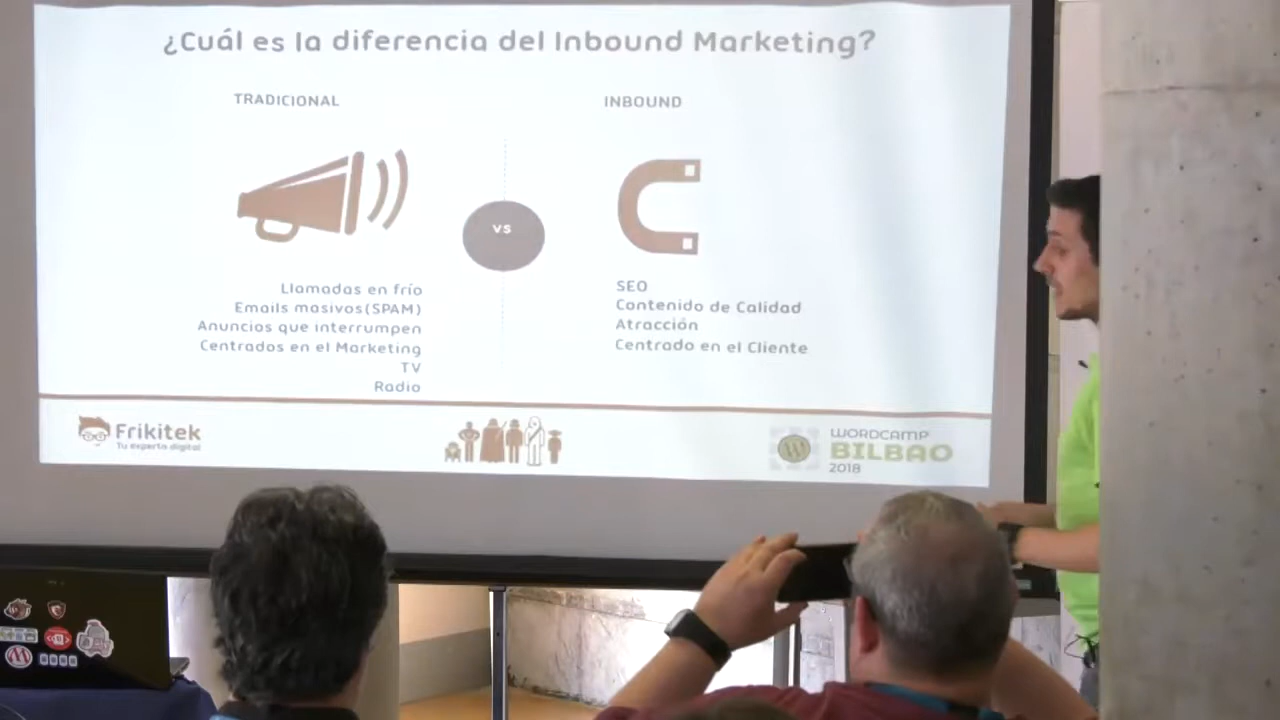 ¿Cuál es la diferencia del Inbound Marketing?
TRADICIONAL
INBOUND
vs
Llamadas en frío
Emails masivos(SPAM)
Anuncios que interrumpen
Centrados en el Marketing
TV
Radio
SEO
Contenido de Calidad
Atracción
Centrado en el Cliente
Frikitek
Tu experto digital
WORDCAMP
BILBAO
2018